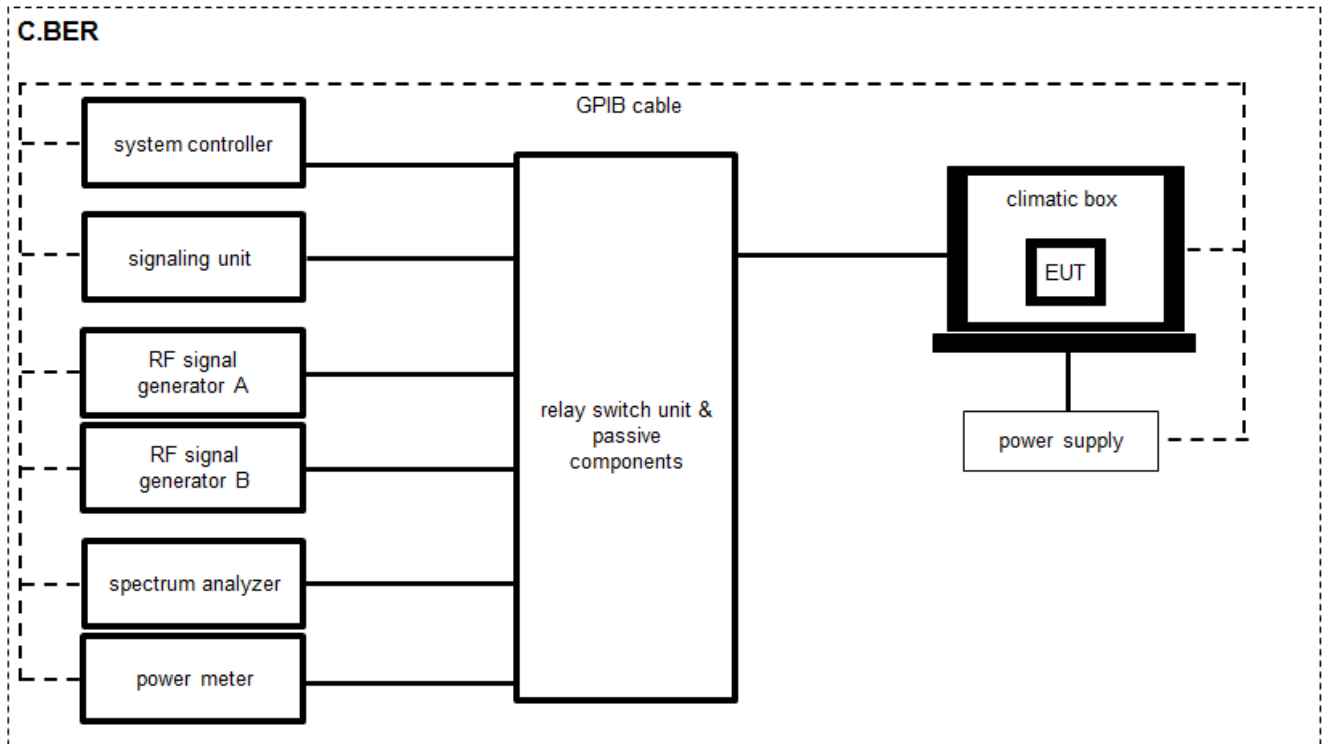 C.BER
GPIB cable
system controller
signaling unit
RF signal
generator A
RF signal
generator B
spectrum analyzer
power meter
relay switch unit &
passive
components
climatic box
EUT
power supply